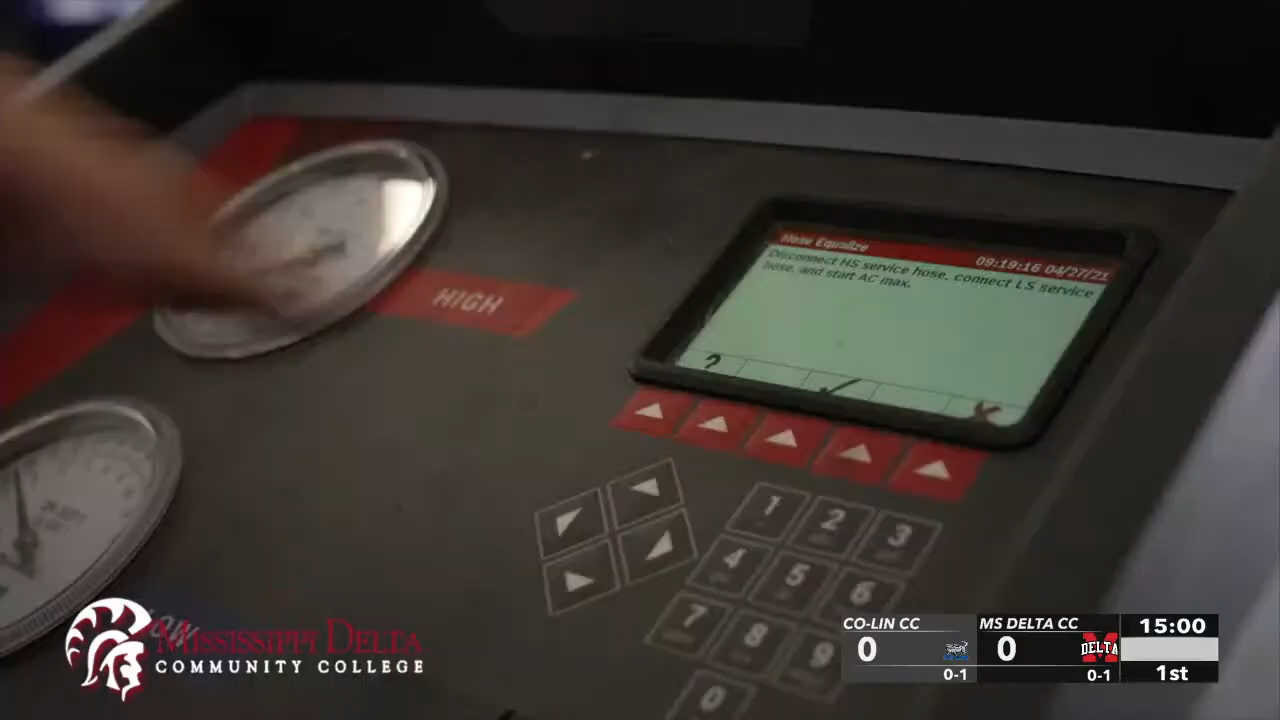 HIGH
Hose Equalize
09:19:16 04/27/21
Disconnect HS service hose, connect LS service
hose, and start AC max.
?
1 2 3
4 5 6
7 8 9
0
LOW
MISSISSIPPI DELTA
COMMUNITY COLLEGE
CO-LIN CC
0
0-1
MS DELTA CC
0
DELTA
0-1
15:00
1st